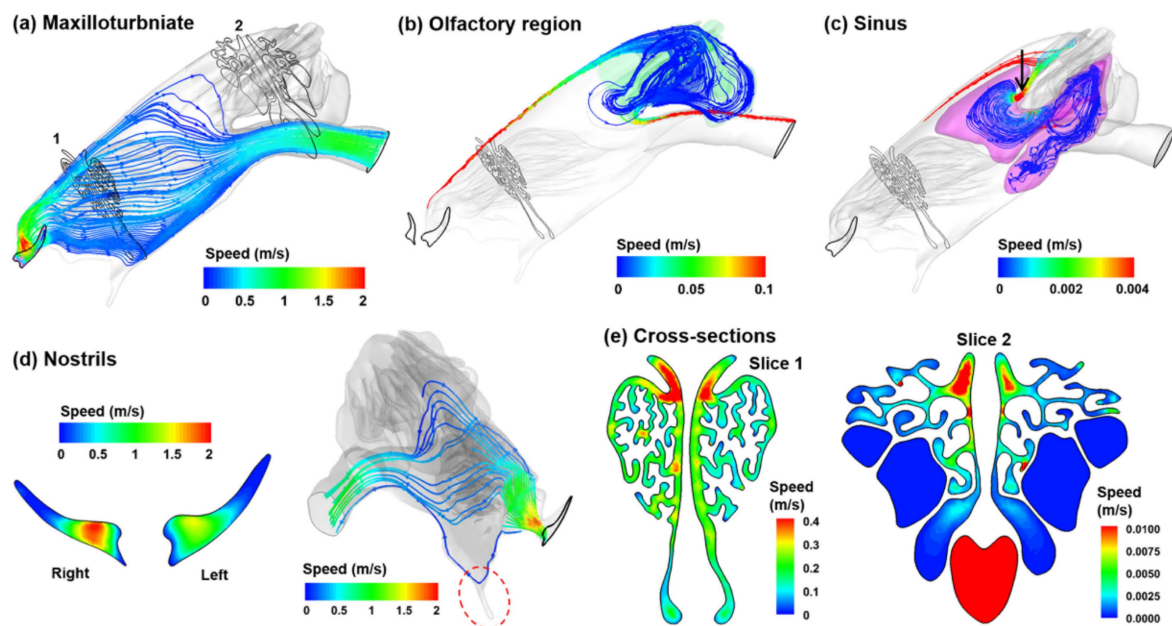 (a) Maxilloturbniate
2
1
Speed (m/s)
0 0.5 1 1.5 2
(b) Olfactory region
Speed (m/s)
0 0.05 0.1
(c) Sinus
Speed (m/s)
0 0.002 0.004
(d) Nostrils
Speed (m/s)
0 0.5 1 1.5 2
Right Left
Speed (m/s)
0 0.5 1 1.5 2
(e) Cross-sections
Slice 1
Speed
(m/s)
0.4
0.3
0.2
0.1
0
Slice 2
Speed
(m/s)
0.0100
0.0075
0.0050
0.0025
0.0000